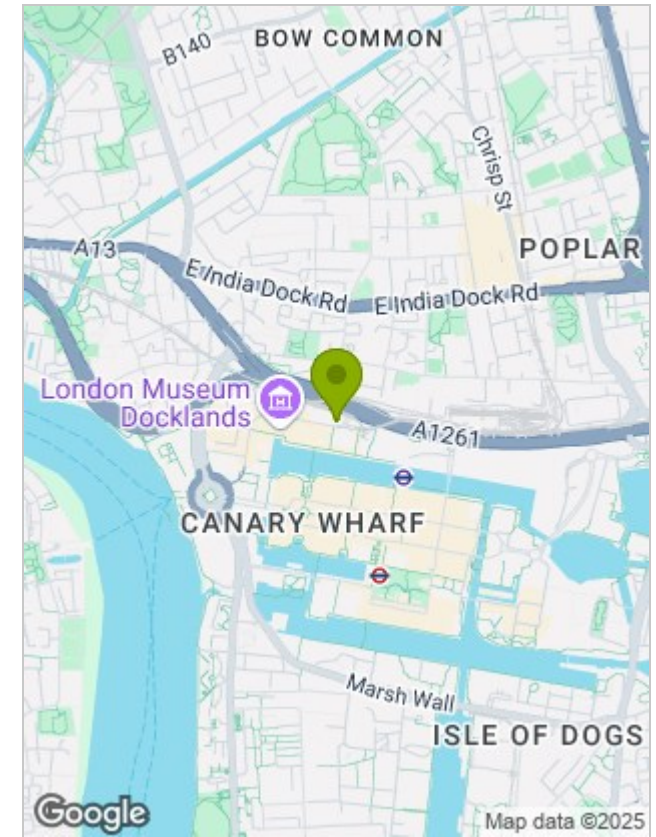 B140
BOW COMMON
Chrisp St
A13
POPLAR
E India Dock Rd
E India Dock Rd
London Museum
Docklands
A1261
CANARY WHARF
Marsh Wall
ISLE OF DOGS
Google
Map data ©2025